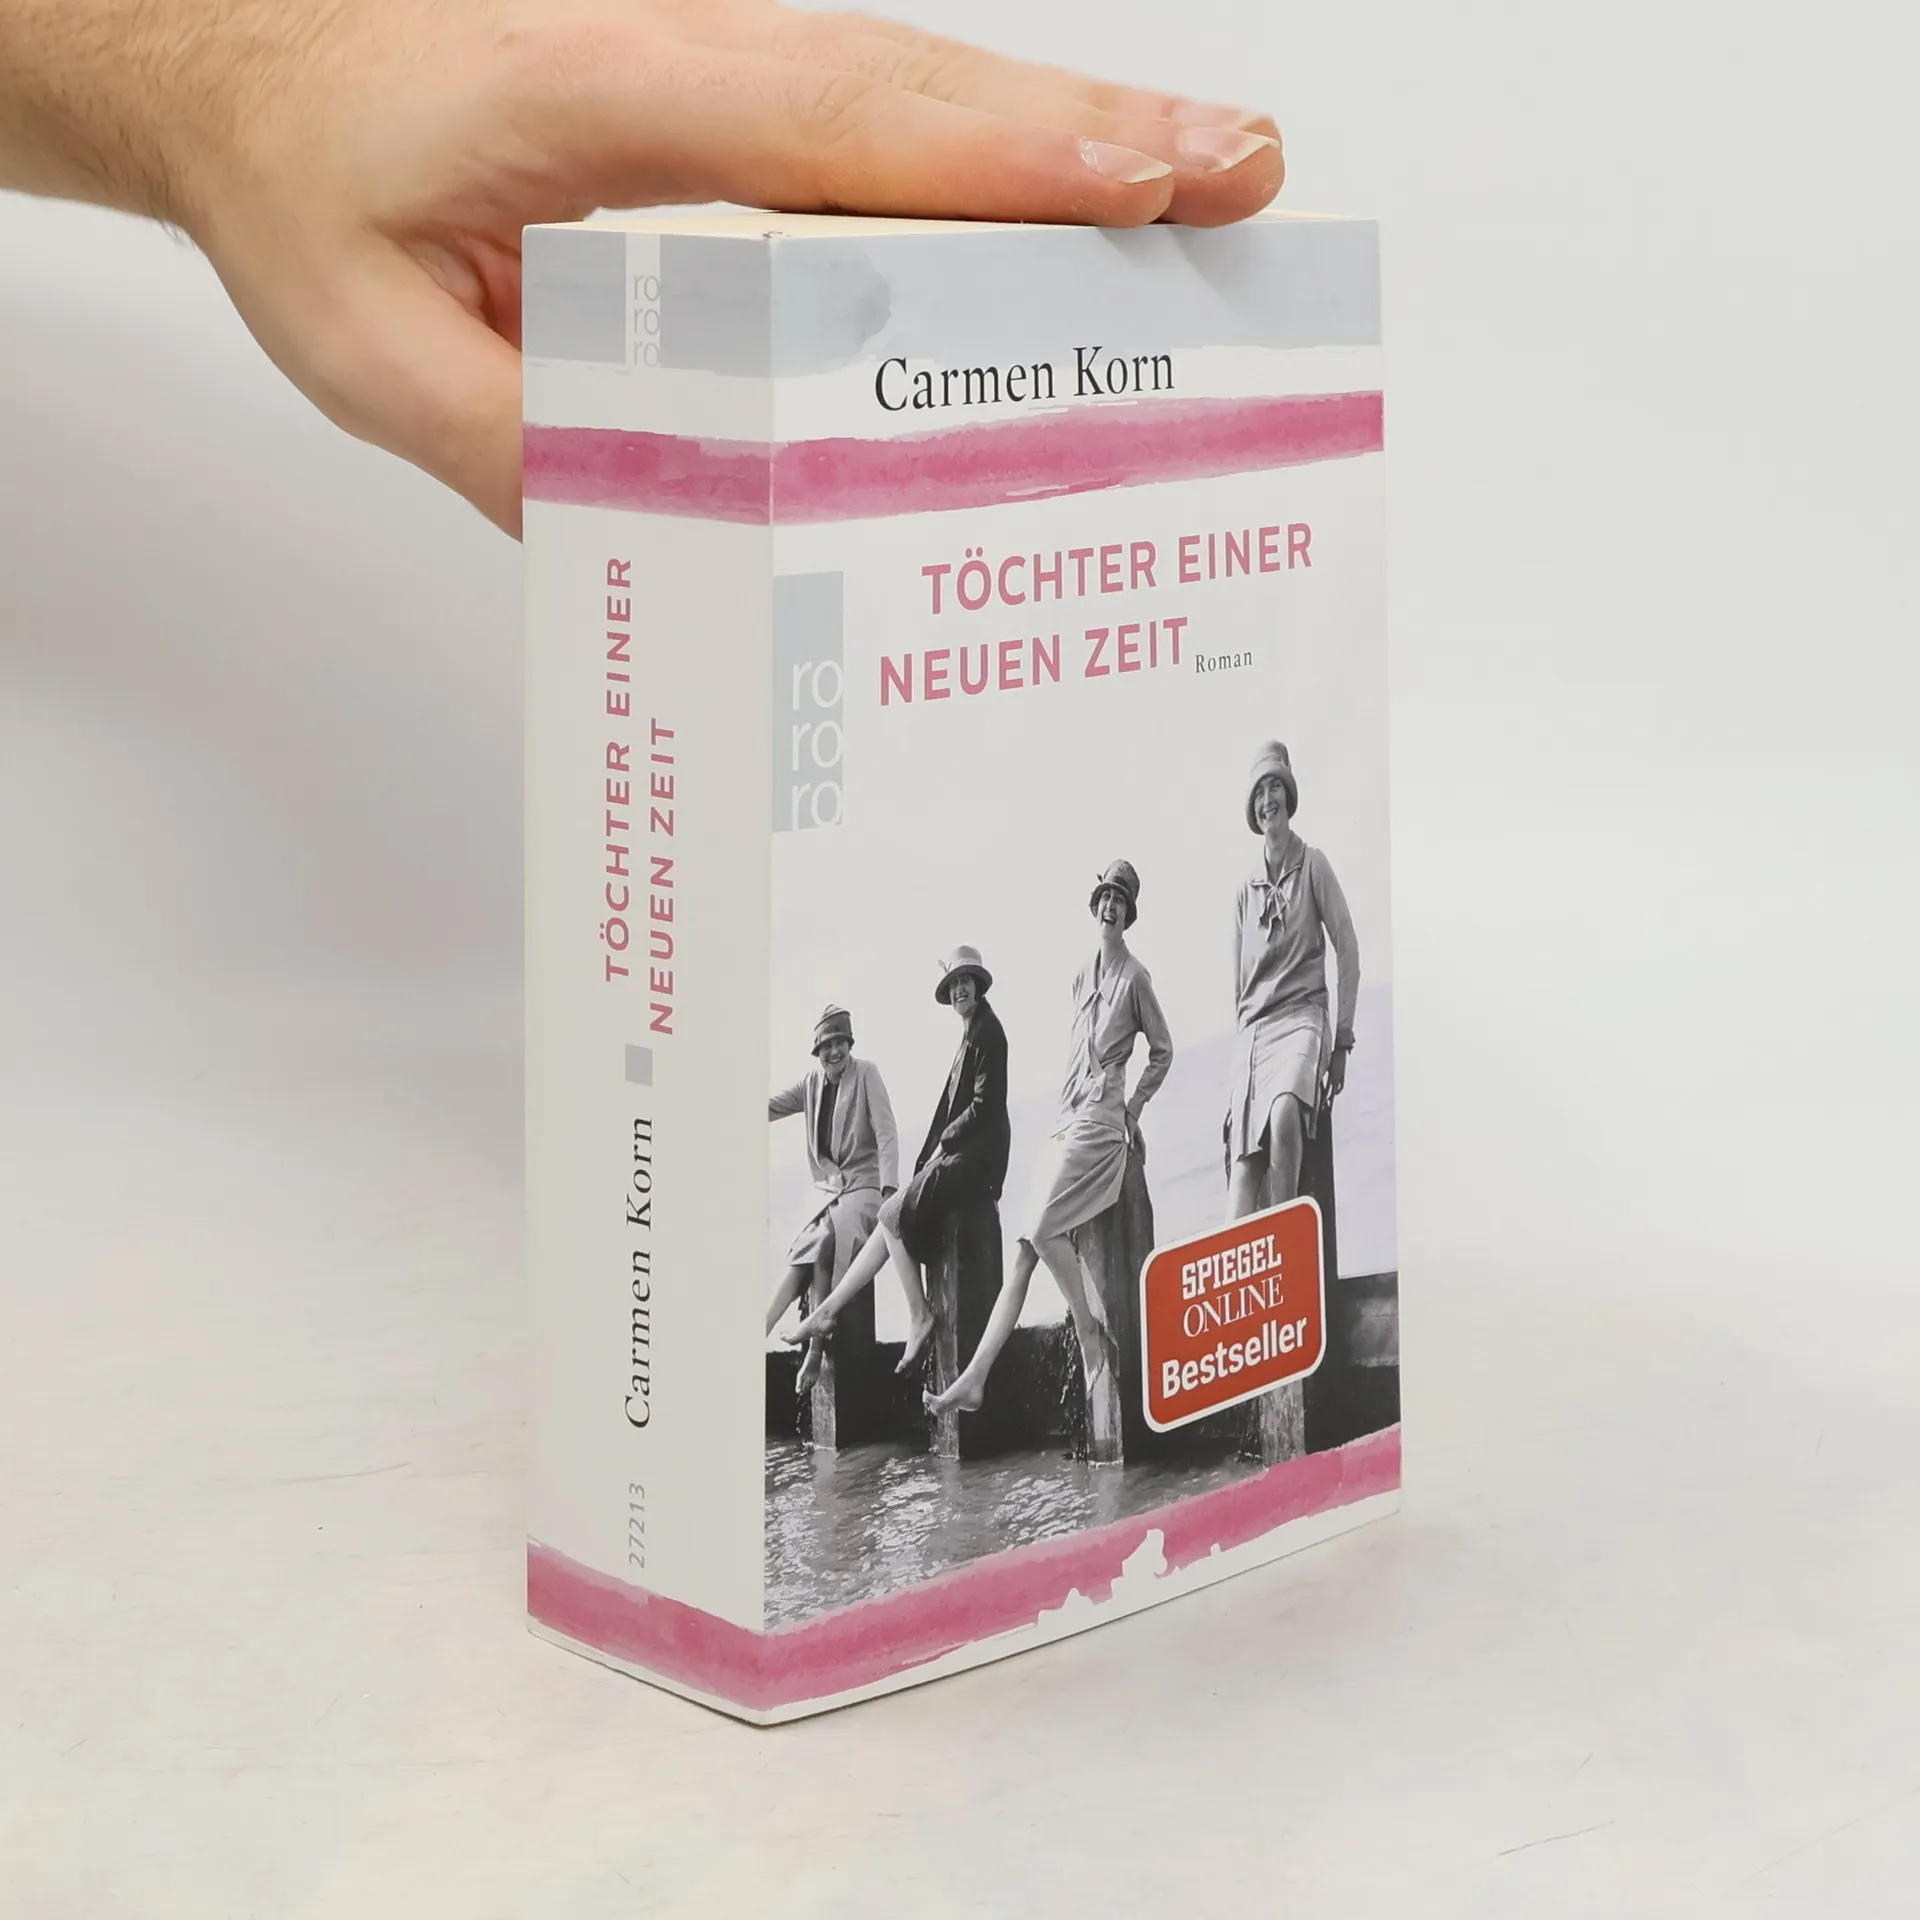 ro
ro
ro
TÖCHTER EINER
NEUEN ZEIT
Carmen Korn
27213
Carmen Korn
TÖCHTER EINER
NEUEN ZEIT Roman
ro
ro
ro
SPIEGEL
ONLINE
Bestseller